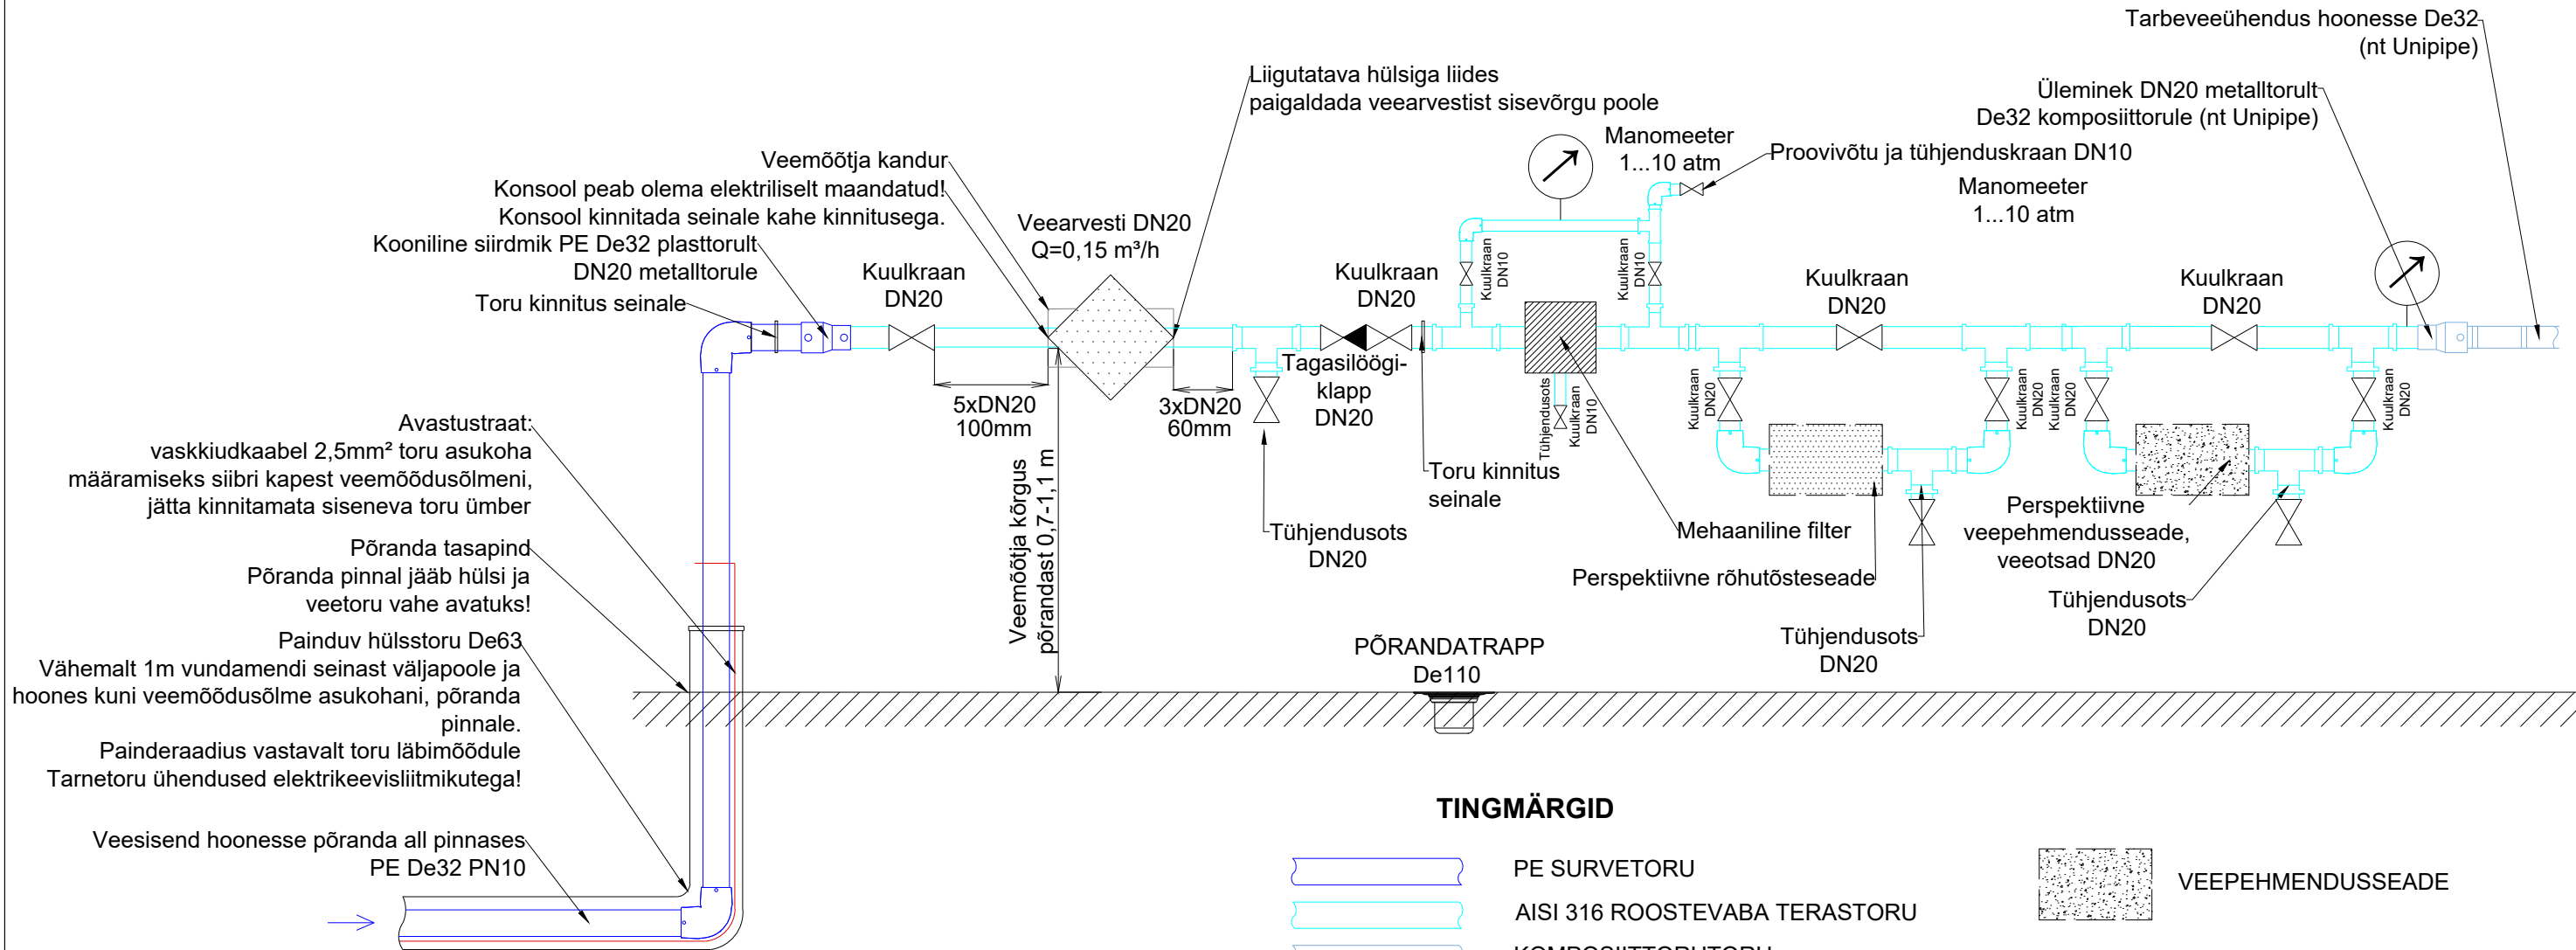 Tarbeveeühendus hoonesse De32
(nt Unipipe)
Liigutatava hülsiga liides
paigaldada veearvestist sisevõrgu poole
Üleminek DN20 metalltorult
De32 komposiittorule (nt Unipipe)
Manomeeter
1...10 atm
Proovivõtu ja tühjenduskraan DN10
Manomeeter
1...10 atm
Veemõõtja kandur
Konsool peab olema elektriliselt maandatud!
Konsool kinnitada seinale kahe kinnitusega.
Kooniline siirdmik PE De32 plasttorult
DN20 metalltorule
Toru kinnitus seinale
Veearvesti DN20
Q=0,15 m³/h
Kuulkraan
DN20
Kuulkraan
DN20
Kuulkraan
DN10
Kuulkraan
DN10
Kuulkraan
DN20
Kuulkraan
DN20
5xDN20
100mm
3xDN20
60mm
Tagasilöögi-
klapp
DN20
Tühjendusots
Kuulkraan
DN10
Kuulkraan
DN20
Kuulkraan
DN20
Kuulkraan
DN20
Kuulkraan
DN20
Avastustraat:
vaskkiudkaabel 2,5mm² toru asukoha
määramiseks siibri kapest veemõõdusõlmeni,
jätta kinnitamata siseneva toru ümber
Veemõõtja kõrgus
põrandast 0,7-1,1 m
Toru kinnitus
seinale
Tühjendusots
DN20
Mehaaniline filter
Perspektiivne rõhutõsteseade
Perspektiivne
veepehmendusseade,
veeotsad DN20
Tühjendusots
DN20
Tühjendusots
DN20
Põranda tasapind
Põranda pinnal jääb hülsi ja
veetoru vahe avatuks!
Painduv hülsstoru De63
Vähemalt 1m vundamendi seinast väljapoole ja
hoones kuni veemõõdusõlme asukohani, põranda
pinnale.
Painderaadius vastavalt toru läbimõõdule
Tarnetoru ühendused elektrikeevisliitmikutega!
PÕRANDATRAPP
De110
Veesisend hoonesse põranda all pinnases
PE De32 PN10
TINGMÄRGID
PE SURVETORU
AISI 316 ROOSTEVABA TERASTORU
KOMPOSIITTORUTORU
VEEPEHMENDUSSEADE